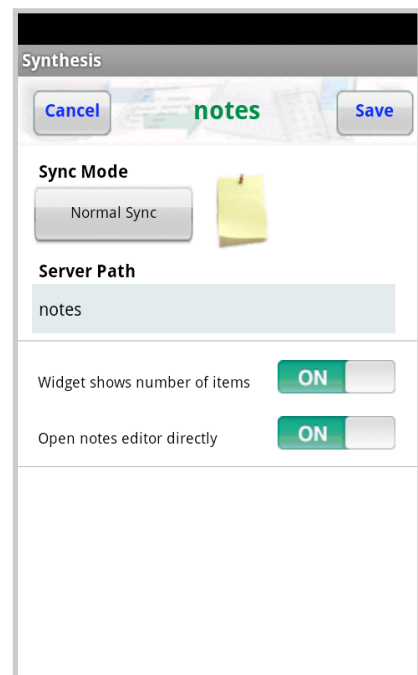 Synthesis
Cancel notes Save
Sync Mode
Normal Sync
Server Path
notes
Widget shows number of items ON
Open notes editor directly ON